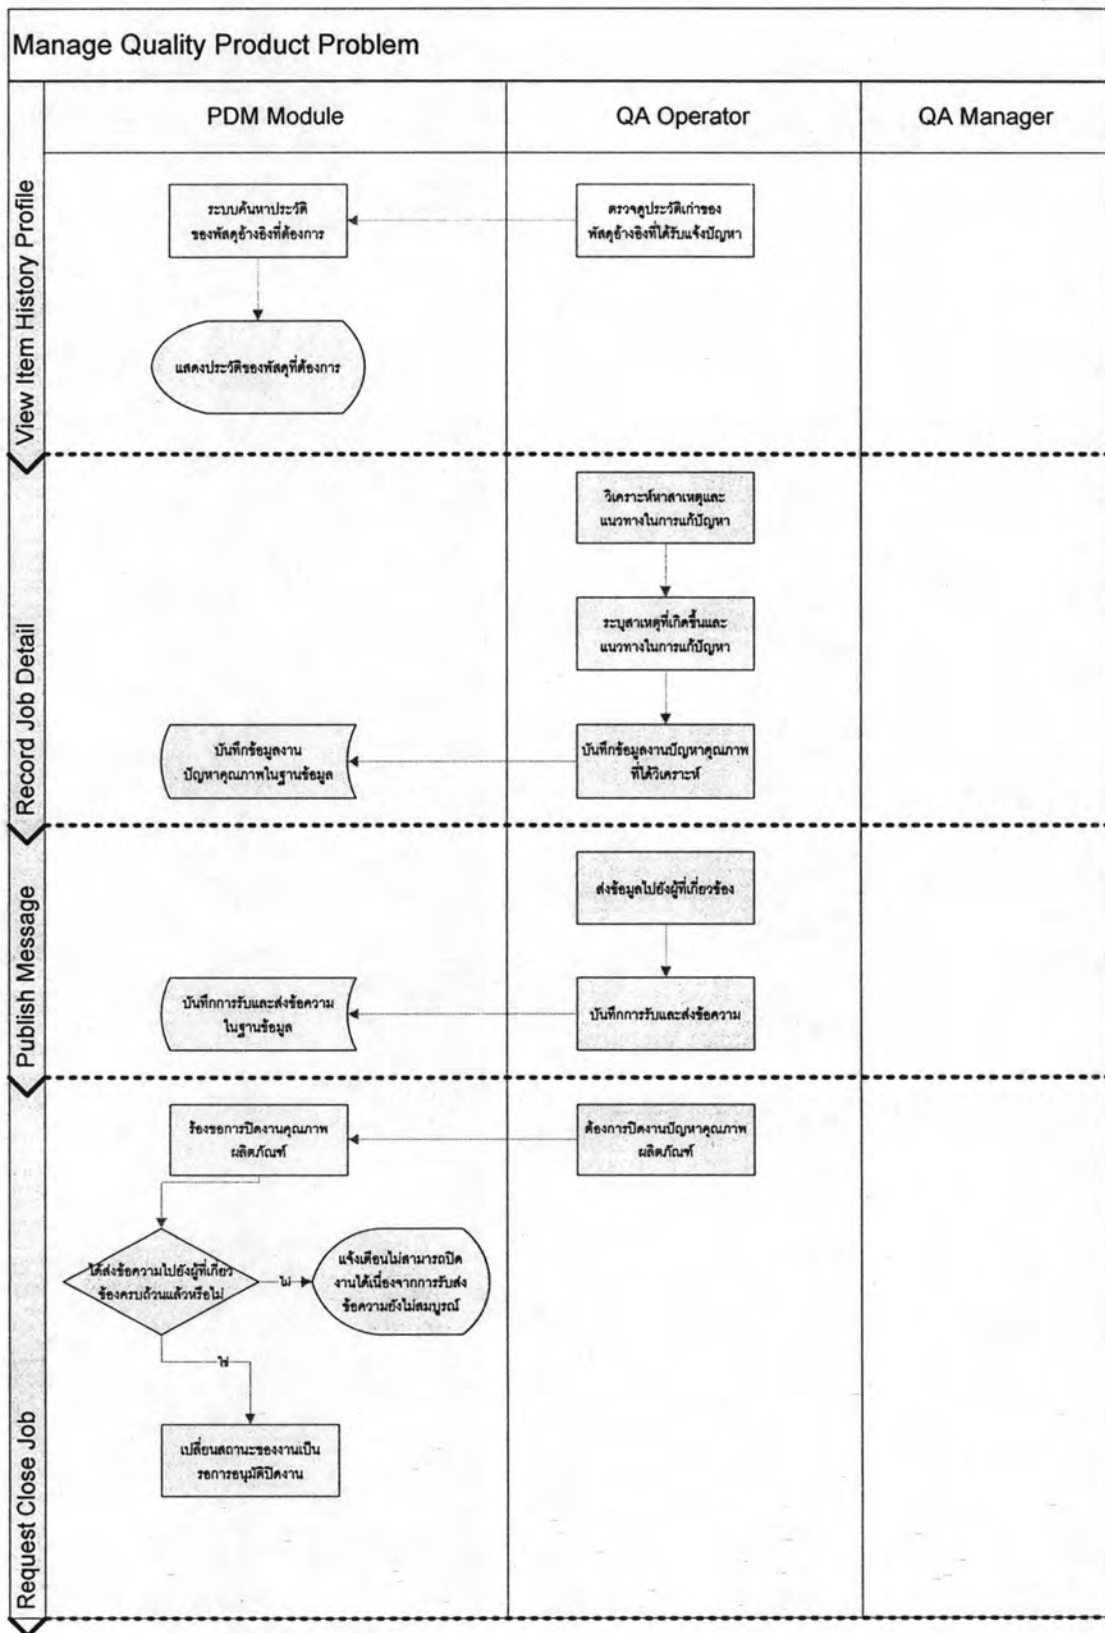 Manage Quality Product Problem
PDM Module
QA Operator
QA Manager
View Item History Profile
ระบบค้นหาประวัติ
ของพัสดุอ้างอิงที่ต้องการ
ตรวจดูประวัติเก่าของ
พัสดุอ้างอิงที่ได้รับแจ้งปัญหา
แสดงประวัติของพัสดุที่ต้องการ
Record Job Detail
วิเคราะห์หาสาเหตุและ
แนวทางในการแก้ปัญหา
ระบุสาเหตุที่เกิดขึ้นและ
แนวทางในการแก้ปัญหา
บันทึกข้อมูลงาน
ปัญหาคุณภาพในฐานข้อมูล
บันทึกข้อมูลงานปัญหาคุณภาพ
ที่ได้วิเคราะห์
Publish Message
ส่งข้อมูลไปยังผู้ที่เกี่ยวข้อง
บันทึกการรับและส่งข้อความ
ในฐานข้อมูล
บันทึกการรับและส่งข้อความ
Request Close Job
ร้องขอการปิดงานคุณภาพ
ผลิตภัณฑ์
ต้องการปิดงานปัญหาคุณภาพ
ผลิตภัณฑ์
ได้ส่งข้อความไปยังผู้ที่เกี่ยว
ข้องครบถ้วนแล้วหรือไม่
ไม่
แจ้งเตือนไม่สามารถปิด
งานได้เนื่องจากการรับส่ง
ข้อความยังไม่สมบูรณ์
ใช่
เปลี่ยนสถานะของงานเป็น
รอการอนุมัติปิดงาน